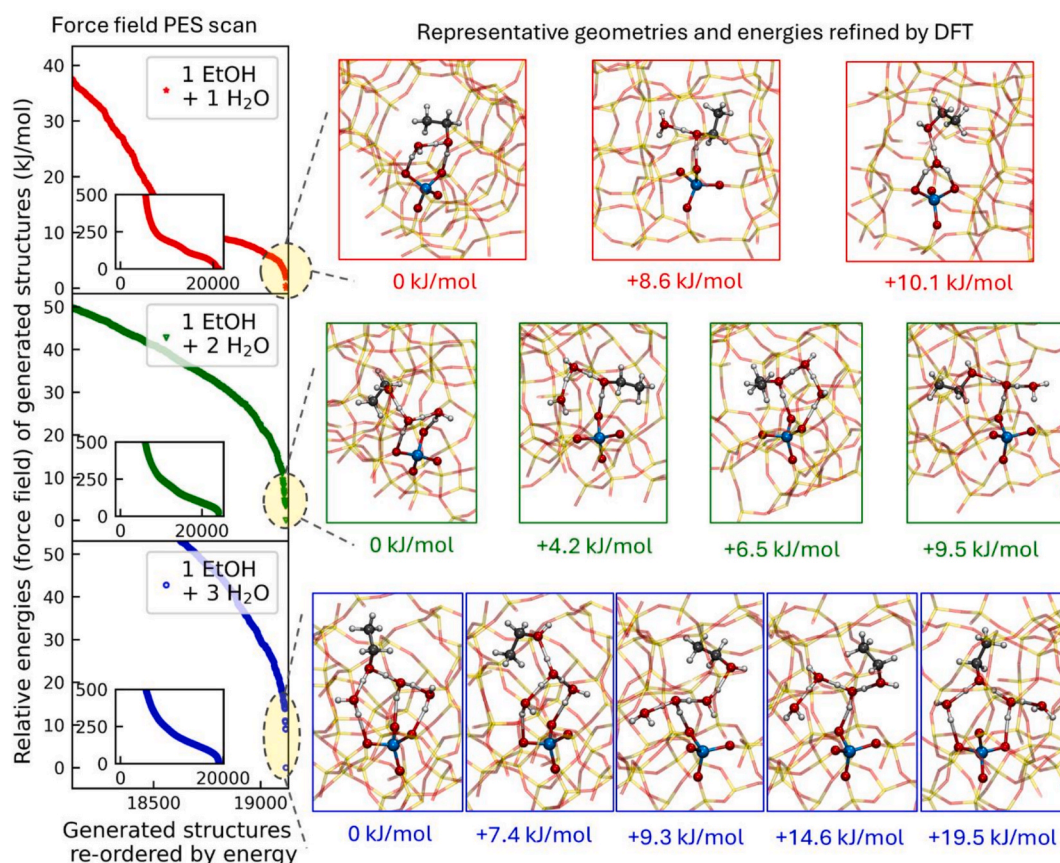 Force field PES scan
Representative geometries and energies refined by DFT
Relative energies (force field) of generated structures (kJ/mol)
40
30
20
10
0
1 EtOH
+ 1 H₂O
500
250
0
0 20000
0 kJ/mol
+8.6 kJ/mol
+10.1 kJ/mol
50
40
30
20
10
0
1 EtOH
+ 2 H₂O
500
250
0
0 20000
0 kJ/mol
+4.2 kJ/mol
+6.5 kJ/mol
+9.5 kJ/mol
50
40
30
20
10
0
1 EtOH
+ 3 H₂O
500
250
0
0 20000
18500 19000
Generated structures
re-ordered by energy
0 kJ/mol
+7.4 kJ/mol
+9.3 kJ/mol
+14.6 kJ/mol
+19.5 kJ/mol